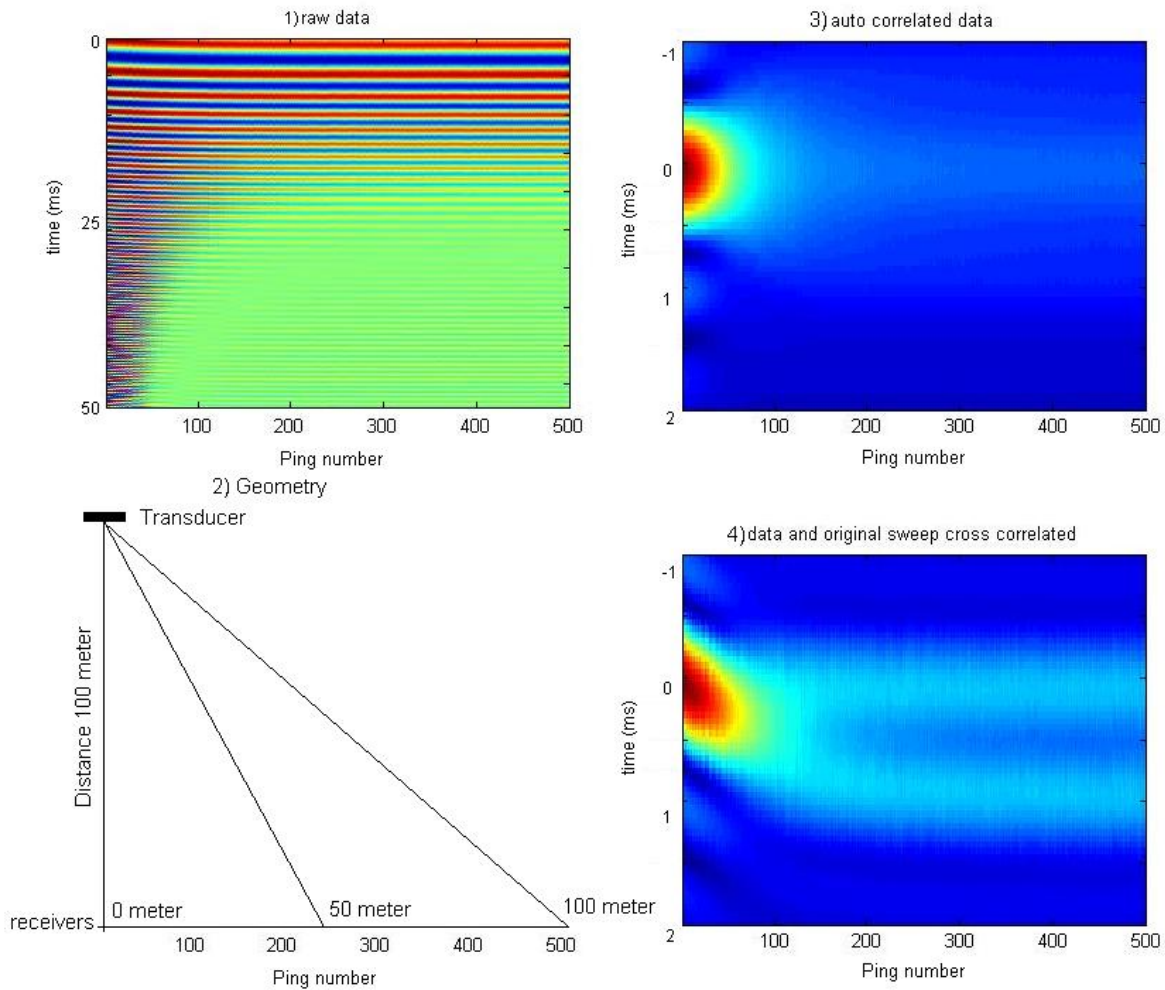 1) raw data
0
25
50
time (ms)
100 200 300 400 500
Ping number
2) Geometry
Transducer
Distance 100 meter
receivers 0 meter 50 meter 100 meter
100 200 300 400 500
Ping number
3) auto correlated data
-1
0
1
2
time (ms)
100 200 300 400 500
Ping number
4) data and original sweep cross correlated
-1
0
1
2
time (ms)
100 200 300 400 500
Ping number